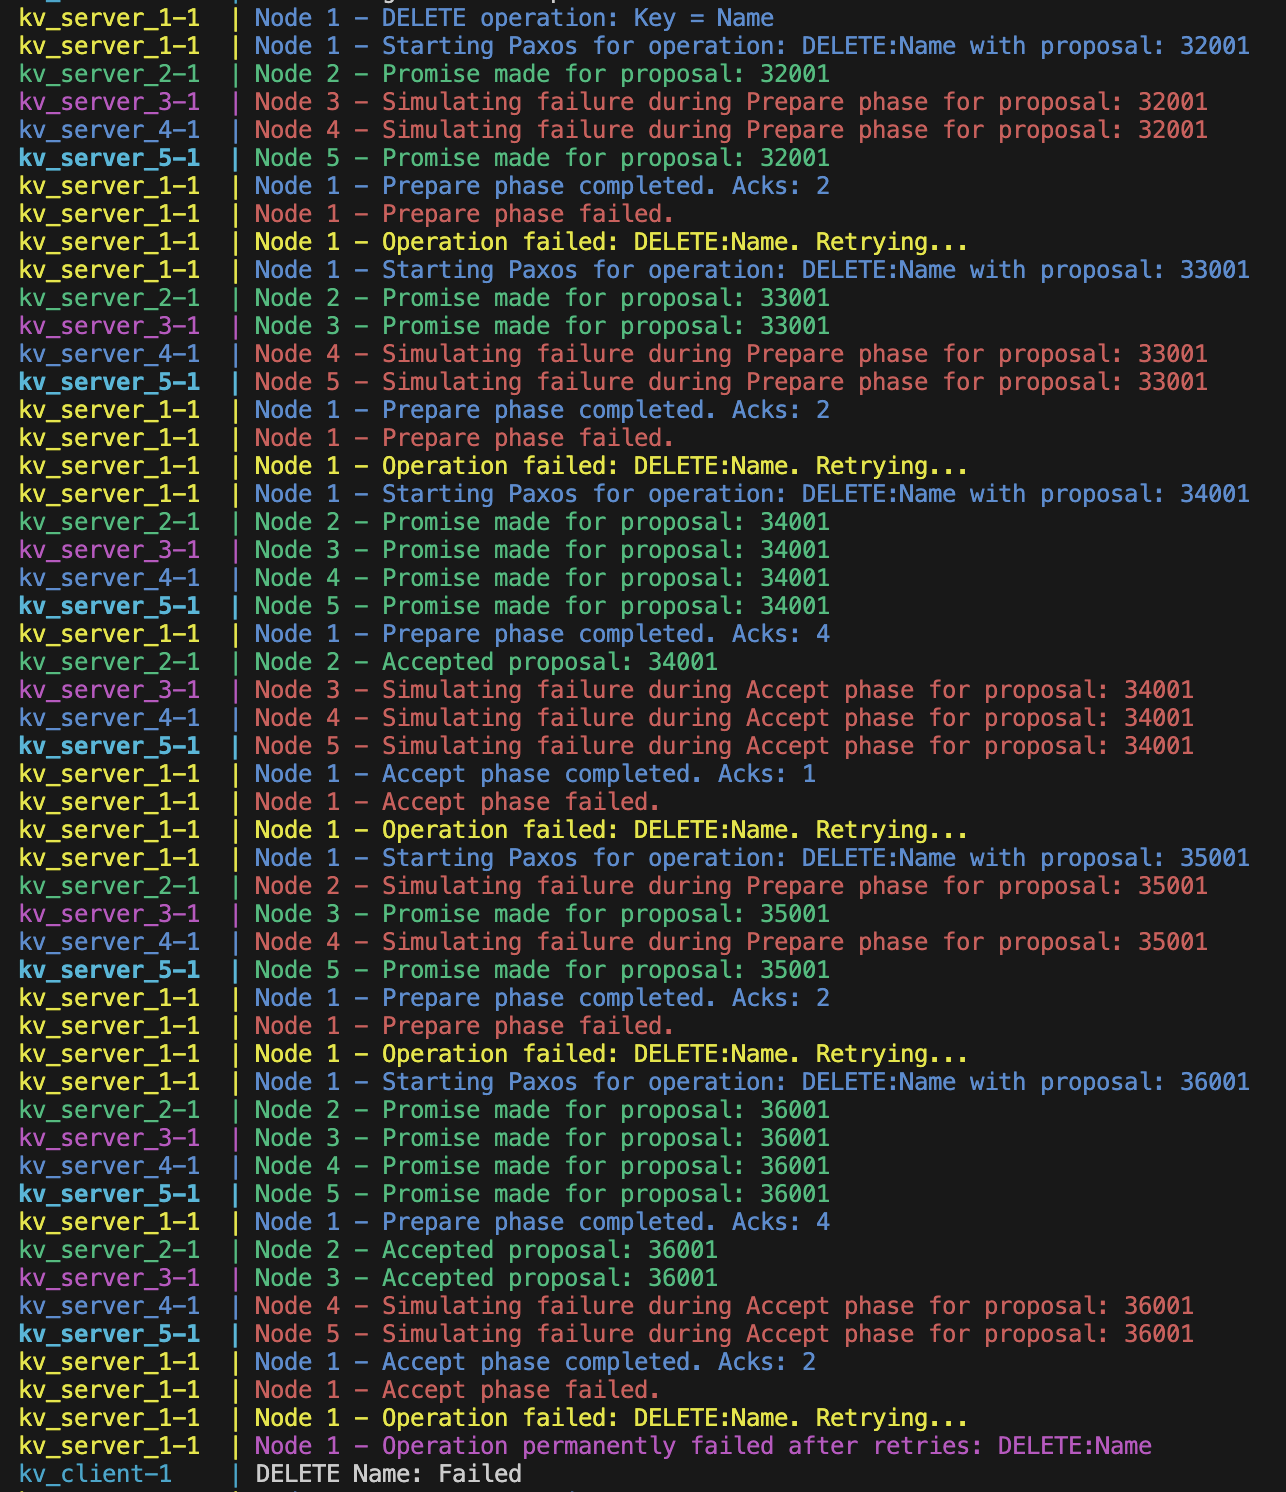 kv_server_1-1 | Node 1 - DELETE operation: Key = Name
kv_server_1-1 | Node 1 - Starting Paxos for operation: DELETE:Name with proposal: 32001
kv_server_2-1 | Node 2 - Promise made for proposal: 32001
kv_server_3-1 | Node 3 - Simulating failure during Prepare phase for proposal: 32001
kv_server_4-1 | Node 4 - Simulating failure during Prepare phase for proposal: 32001
kv_server_5-1 | Node 5 - Promise made for proposal: 32001
kv_server_1-1 | Node 1 - Prepare phase completed. Acks: 2
kv_server_1-1 | Node 1 - Prepare phase failed.
kv_server_1-1 | Node 1 - Operation failed: DELETE:Name. Retrying...
kv_server_1-1 | Node 1 - Starting Paxos for operation: DELETE:Name with proposal: 33001
kv_server_2-1 | Node 2 - Promise made for proposal: 33001
kv_server_3-1 | Node 3 - Promise made for proposal: 33001
kv_server_4-1 | Node 4 - Simulating failure during Prepare phase for proposal: 33001
kv_server_5-1 | Node 5 - Simulating failure during Prepare phase for proposal: 33001
kv_server_1-1 | Node 1 - Prepare phase completed. Acks: 2
kv_server_1-1 | Node 1 - Prepare phase failed.
kv_server_1-1 | Node 1 - Operation failed: DELETE:Name. Retrying...
kv_server_1-1 | Node 1 - Starting Paxos for operation: DELETE:Name with proposal: 34001
kv_server_2-1 | Node 2 - Promise made for proposal: 34001
kv_server_3-1 | Node 3 - Promise made for proposal: 34001
kv_server_4-1 | Node 4 - Promise made for proposal: 34001
kv_server_5-1 | Node 5 - Promise made for proposal: 34001
kv_server_1-1 | Node 1 - Prepare phase completed. Acks: 4
kv_server_2-1 | Node 2 - Accepted proposal: 34001
kv_server_3-1 | Node 3 - Simulating failure during Accept phase for proposal: 34001
kv_server_4-1 | Node 4 - Simulating failure during Accept phase for proposal: 34001
kv_server_5-1 | Node 5 - Simulating failure during Accept phase for proposal: 34001
kv_server_1-1 | Node 1 - Accept phase completed. Acks: 1
kv_server_1-1 | Node 1 - Accept phase failed.
kv_server_1-1 | Node 1 - Operation failed: DELETE:Name. Retrying...
kv_server_1-1 | Node 1 - Starting Paxos for operation: DELETE:Name with proposal: 35001
kv_server_2-1 | Node 2 - Simulating failure during Prepare phase for proposal: 35001
kv_server_3-1 | Node 3 - Promise made for proposal: 35001
kv_server_4-1 | Node 4 - Simulating failure during Prepare phase for proposal: 35001
kv_server_5-1 | Node 5 - Promise made for proposal: 35001
kv_server_1-1 | Node 1 - Prepare phase completed. Acks: 2
kv_server_1-1 | Node 1 - Prepare phase failed.
kv_server_1-1 | Node 1 - Operation failed: DELETE:Name. Retrying...
kv_server_1-1 | Node 1 - Starting Paxos for operation: DELETE:Name with proposal: 36001
kv_server_2-1 | Node 2 - Promise made for proposal: 36001
kv_server_3-1 | Node 3 - Promise made for proposal: 36001
kv_server_4-1 | Node 4 - Promise made for proposal: 36001
kv_server_5-1 | Node 5 - Promise made for proposal: 36001
kv_server_1-1 | Node 1 - Prepare phase completed. Acks: 4
kv_server_2-1 | Node 2 - Accepted proposal: 36001
kv_server_3-1 | Node 3 - Accepted proposal: 36001
kv_server_4-1 | Node 4 - Simulating failure during Accept phase for proposal: 36001
kv_server_5-1 | Node 5 - Simulating failure during Accept phase for proposal: 36001
kv_server_1-1 | Node 1 - Accept phase completed. Acks: 2
kv_server_1-1 | Node 1 - Accept phase failed.
kv_server_1-1 | Node 1 - Operation failed: DELETE:Name. Retrying...
kv_server_1-1 | Node 1 - Operation permanently failed after retries: DELETE:Name
kv_client-1 | DELETE Name: Failed